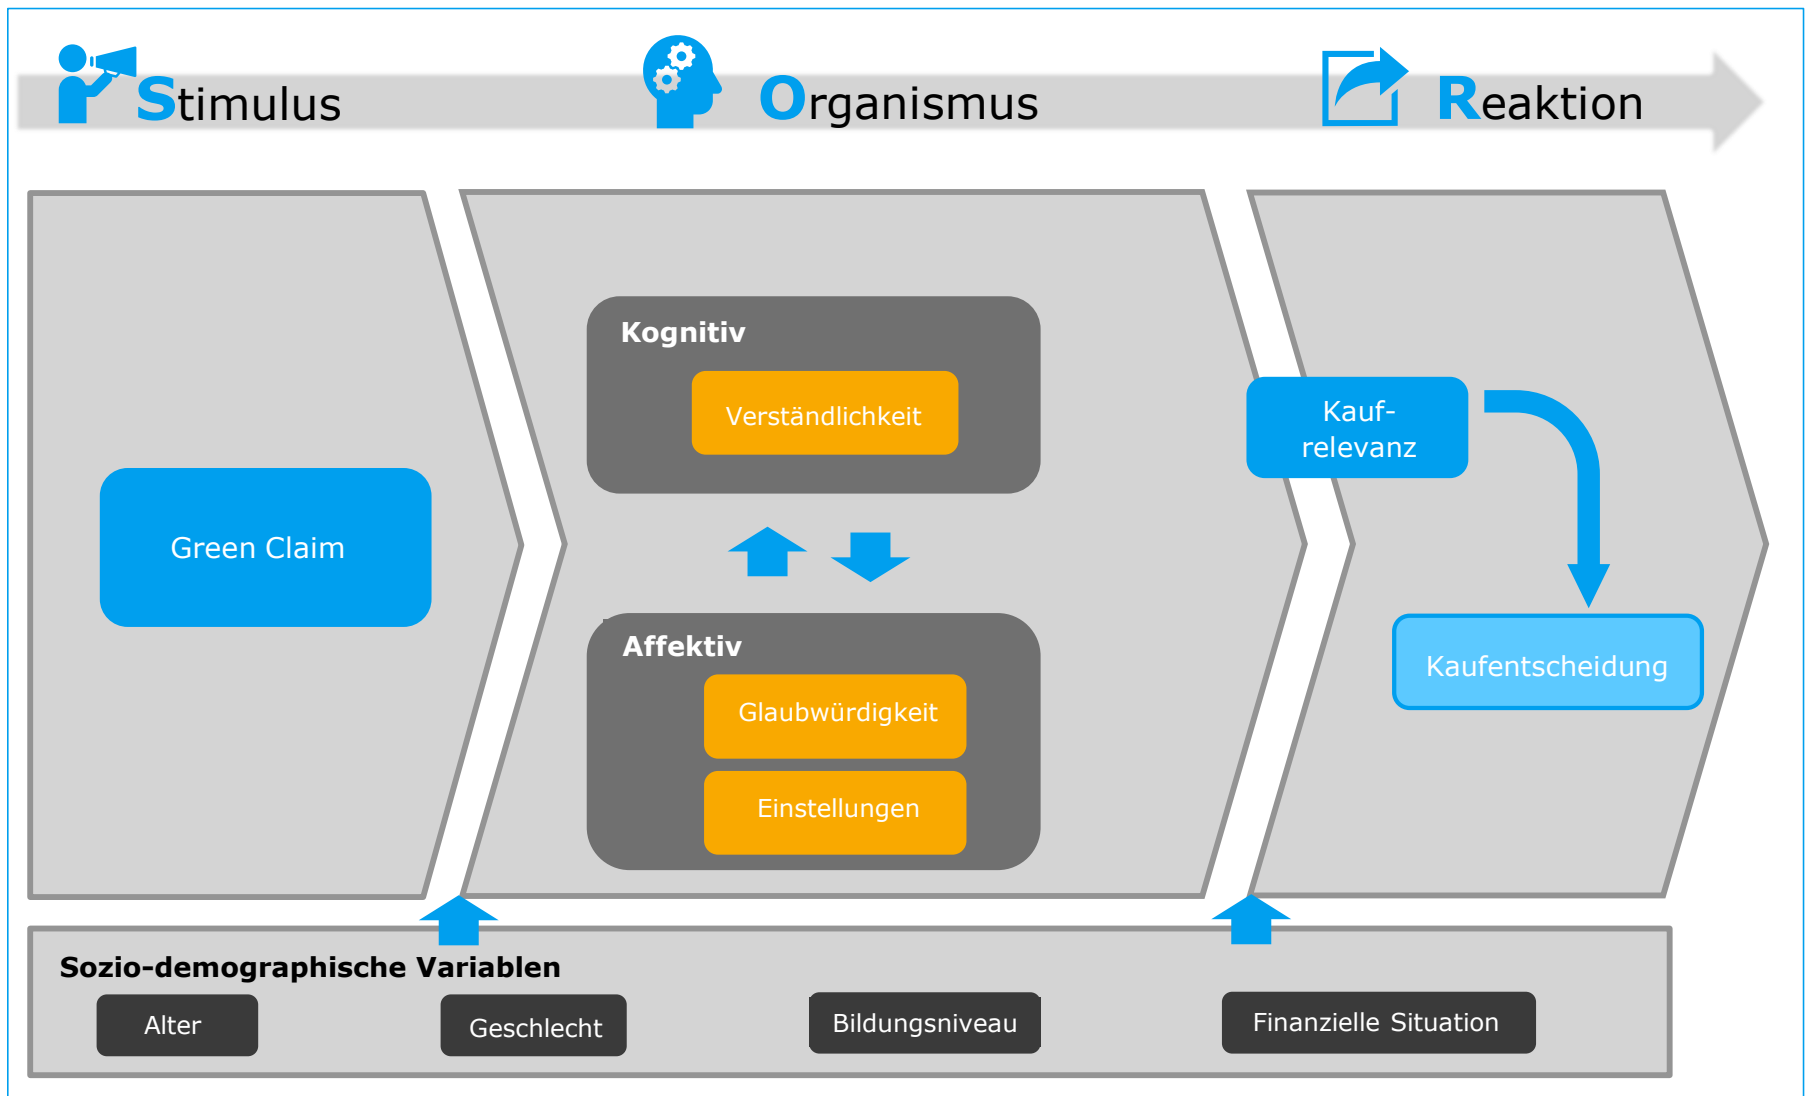 Stimulus
Organismus
Reaktion
Kognitiv
Verständlichkeit
Green Claim
Affektiv
Glaubwürdigkeit
Einstellungen
Kauf-
relevanz
Kaufentscheidung
Sozio-demographische Variablen
Alter
Geschlecht
Bildungsniveau
Finanzielle Situation